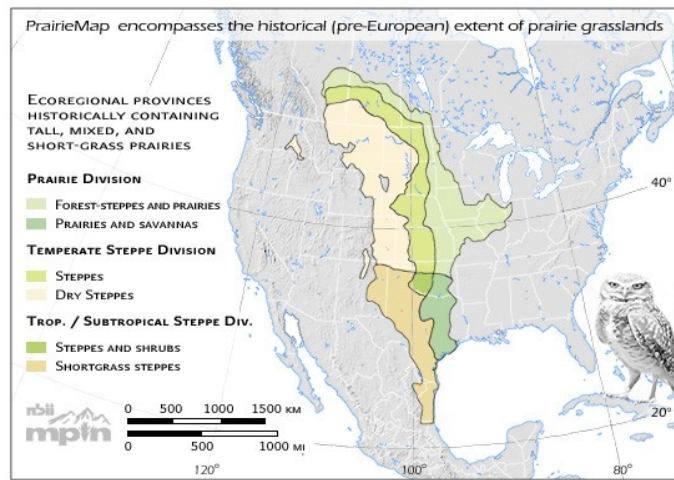 PrairieMap encompasses the historical (pre-European) extent of prairie grasslands
Ecoregional provinces
historically containing
tall, mixed, and
short-grass prairies
Prairie Division
Forest-steppes and prairies
Prairies and savannas
Temperate Steppe Division
Steppes
Dry Steppes
Trop. / Subtropical Steppe Div.
Steppes and shrubs
Shortgrass steppes
nbii
mpin
0 500 1000 1500 KM
0 500 1000 MI
40°
20°
120° 100° 80°